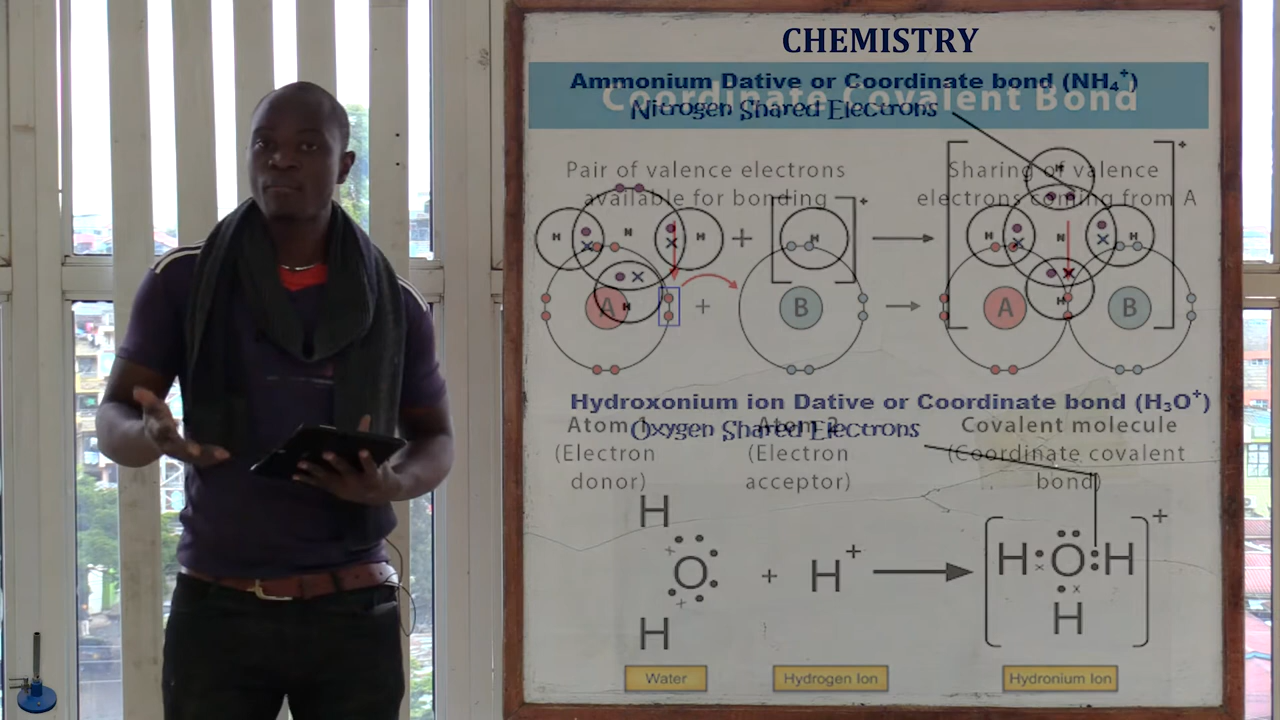 CHEMISTRY
Ammonium Dative or Coordinate bond (NH₄⁺)
Coordinate Covalent Bond
Nitrogen Shared Electrons
Pair of valence electrons
available for bonding
Sharing of valence
electrons coming from A
+
+
H
H N H + H → H N H
H
H
A + B → A B
Hydroxonium ion Dative or Coordinate bond (H₃O⁺)
Atom 1 Atom 2 Covalent molecule
Oxygen Shared Electrons
(Electron (Electron (Coordinate covalent
donor) acceptor) bond)
H
+ +
O + H → H O H
H H
Water Hydrogen Ion Hydronium Ion